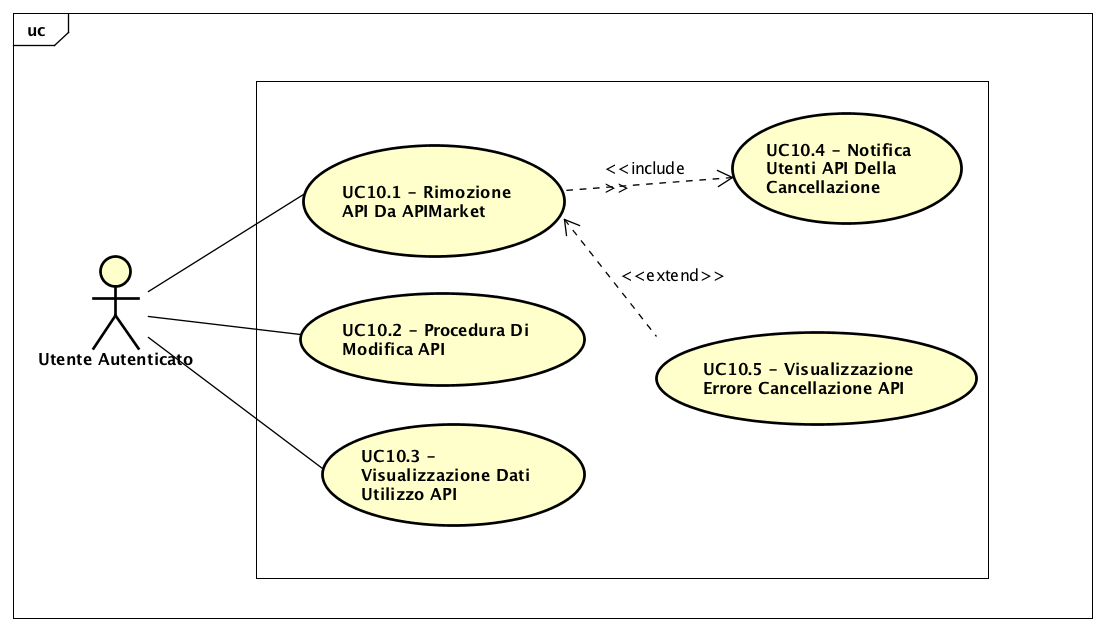 uc
UC10.4 – Notifica
Utenti API Della
Cancellazione
<<include
>>
UC10.1 – Rimozione
API Da APIMarket
<<extend>>
UC10.2 – Procedura Di
Modifica API
Utente Autenticato
UC10.5 – Visualizzazione
Errore Cancellazione API
UC10.3 –
Visualizzazione Dati
Utilizzo API